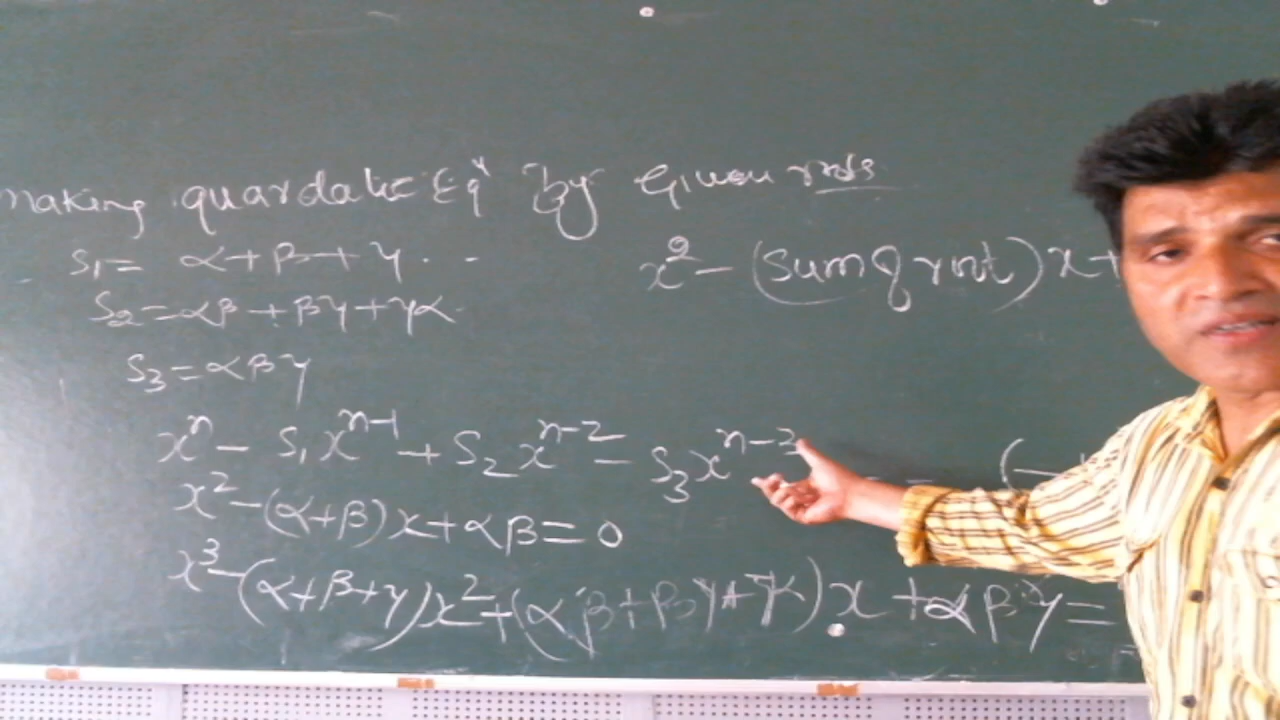 making quardatic Eqⁿ By Given roots
S₁= α+β+γ. . -
x² - (Sum of root) x+
S₂=αβ+βγ+γα
S₃=αβγ
xⁿ - S₁xⁿ⁻¹ + S₂xⁿ⁻² - S₃xⁿ⁻³ - - (-
x² - (α+β)x + αβ = 0
x³-(α+β+γ)x²+(αβ+βγ+γα).x +αβγ=